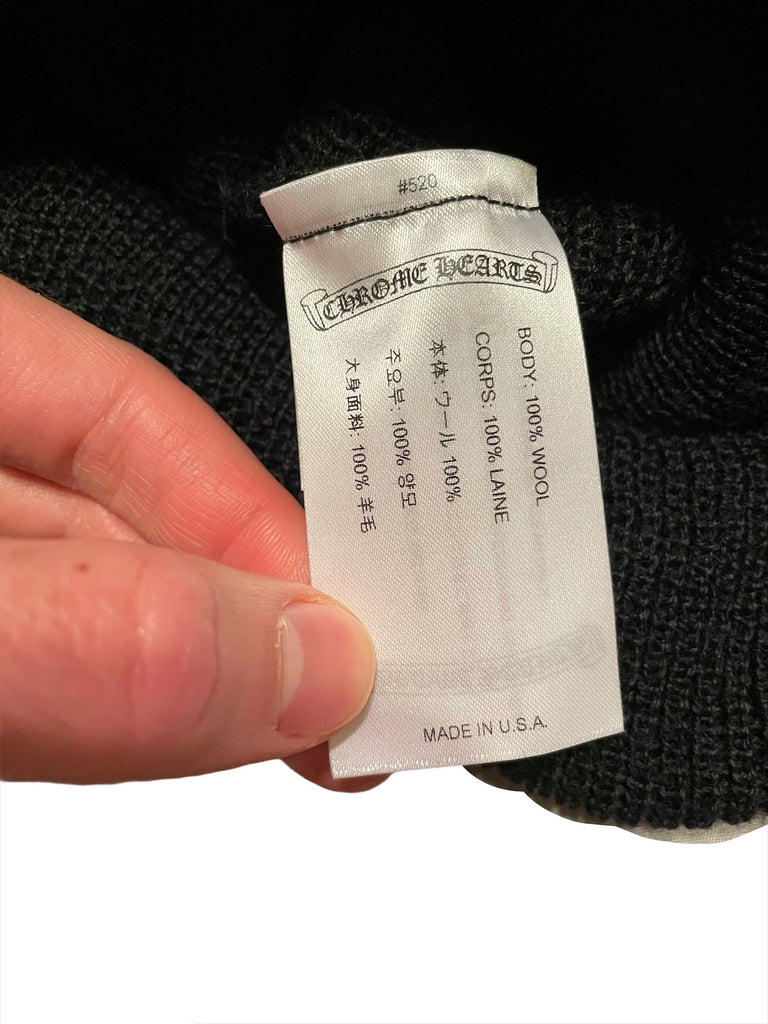 #520
CHROME HEARTS
BODY: 100% WOOL
CORPS: 100% LAINE
本体: ウール 100%
주요부: 100% 양모
大身面料: 100% 羊毛
MADE IN U.S.A.